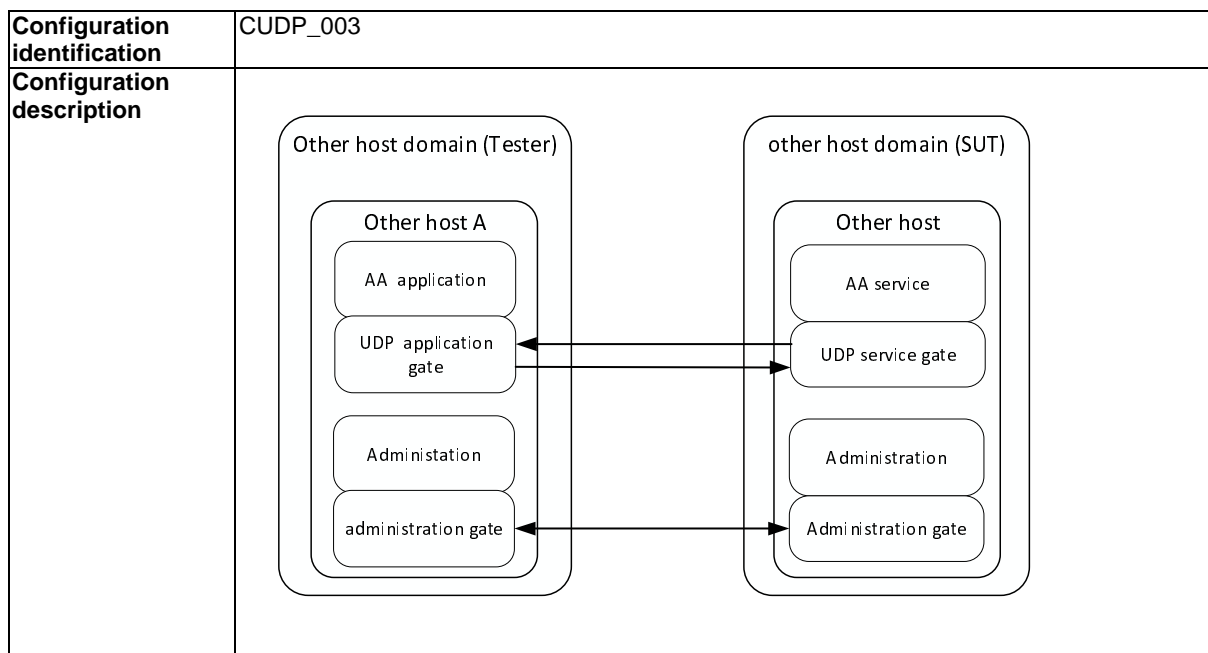 Configuration
identification
CUDP_003
Configuration
description
Other host domain (Tester)
Other host A
AA application
UDP application
gate
Administation
administration gate
other host domain (SUT)
Other host
AA service
UDP service gate
Administration
Administration gate